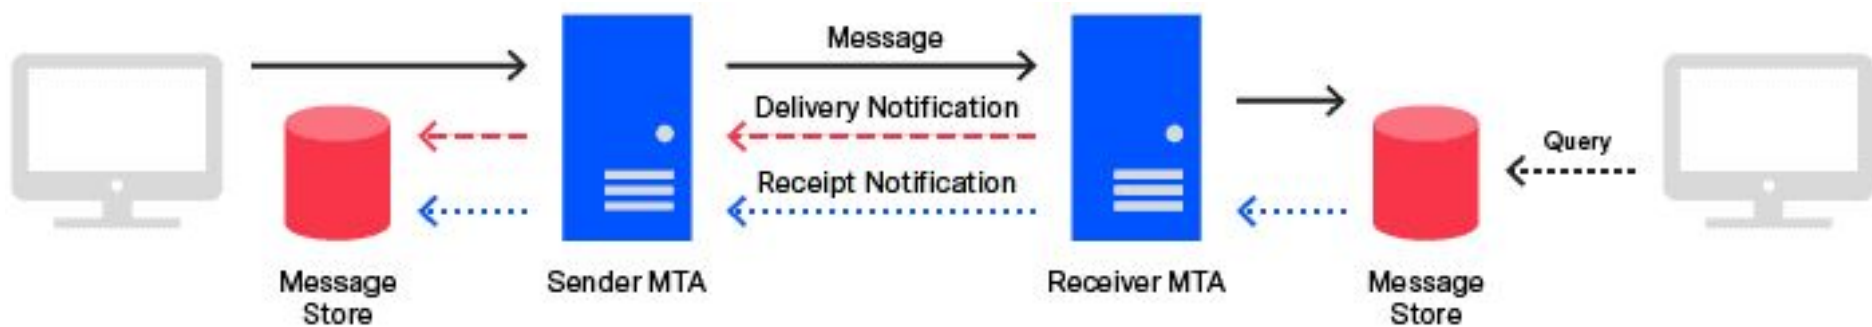 Message
Delivery Notification
Query
Receipt Notification
Message
Store
Sender MTA
Receiver MTA
Message
Store